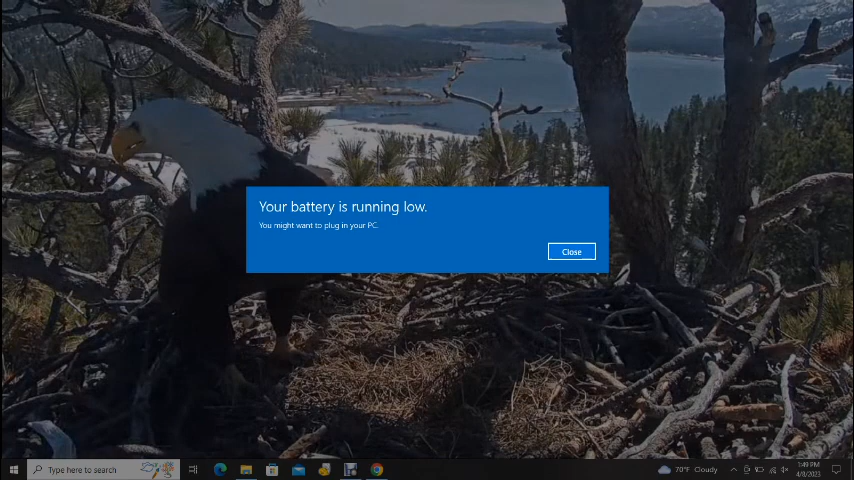 Your battery is running low.
You might want to plug in your PC.
Close
Type here to search
70°F Cloudy
1:49 PM
4/8/2023